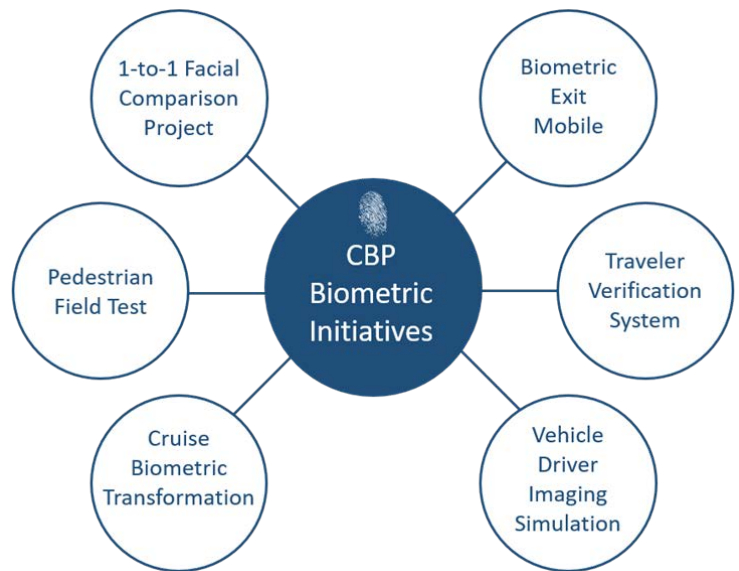 1-to-1 Facial
Comparison
Project
Biometric
Exit
Mobile
CBP
Biometric
Initiatives
Pedestrian
Field Test
Traveler
Verification
System
Cruise
Biometric
Transformation
Vehicle
Driver
Imaging
Simulation